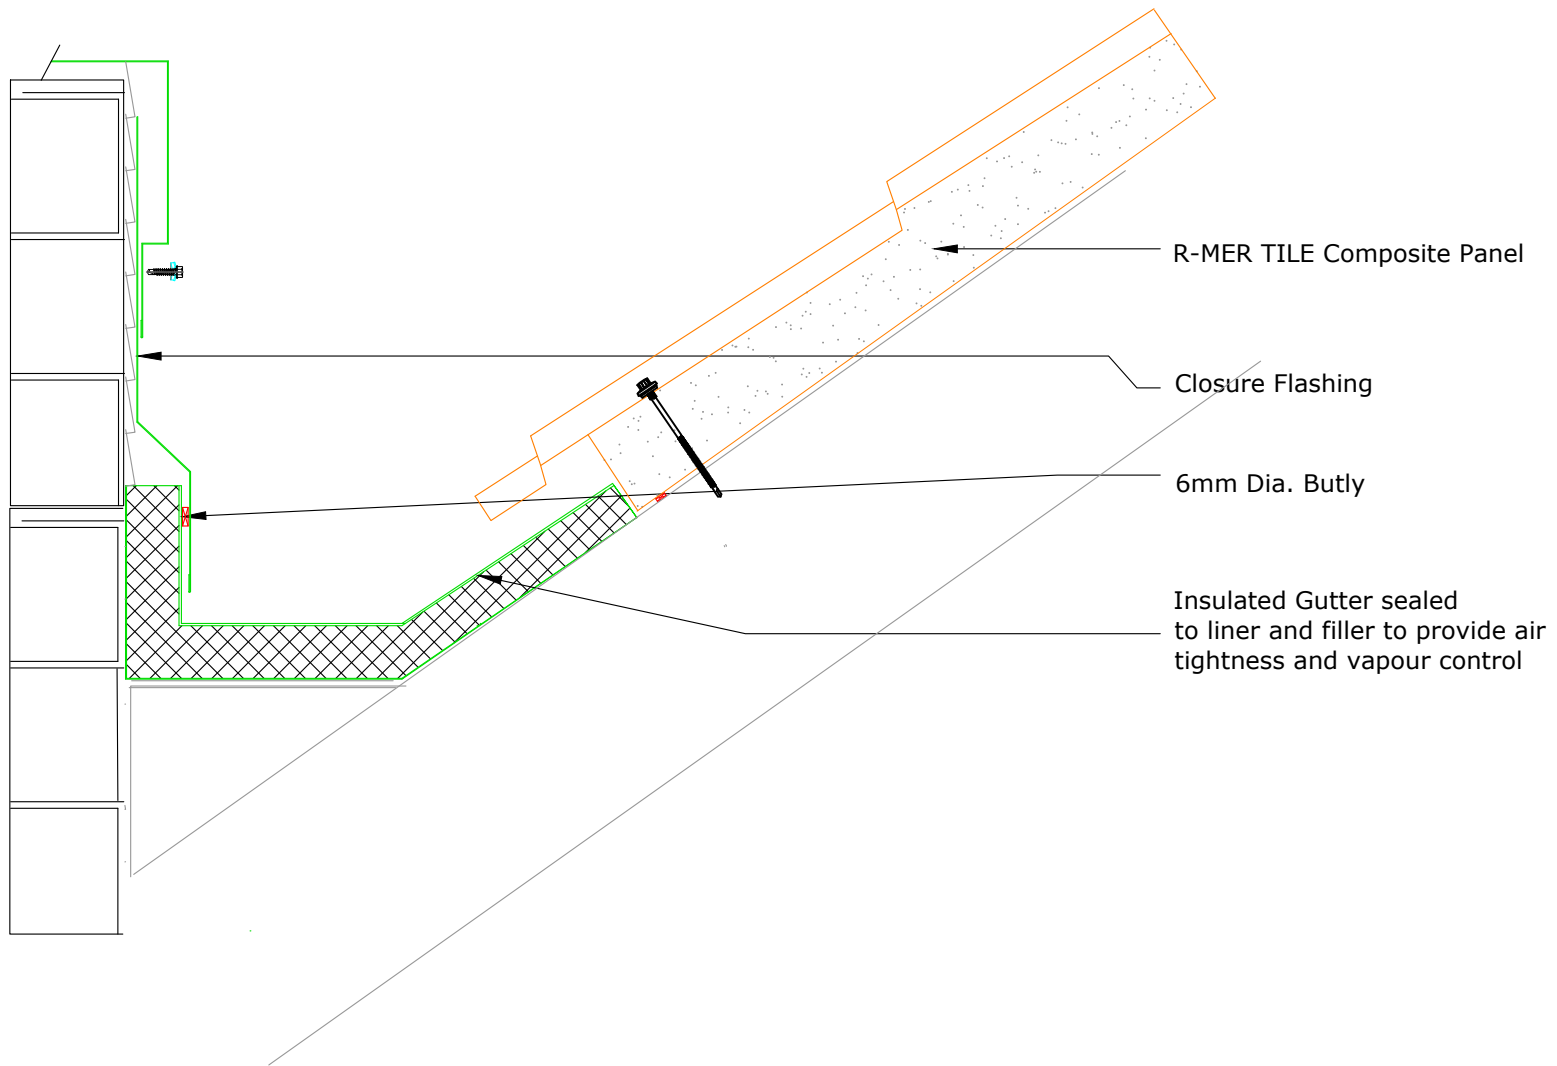 R-MER TILE Composite Panel
Closure Flashing
6mm Dia. Butly
Insulated Gutter sealed
to liner and filler to provide air
tightness and vapour control